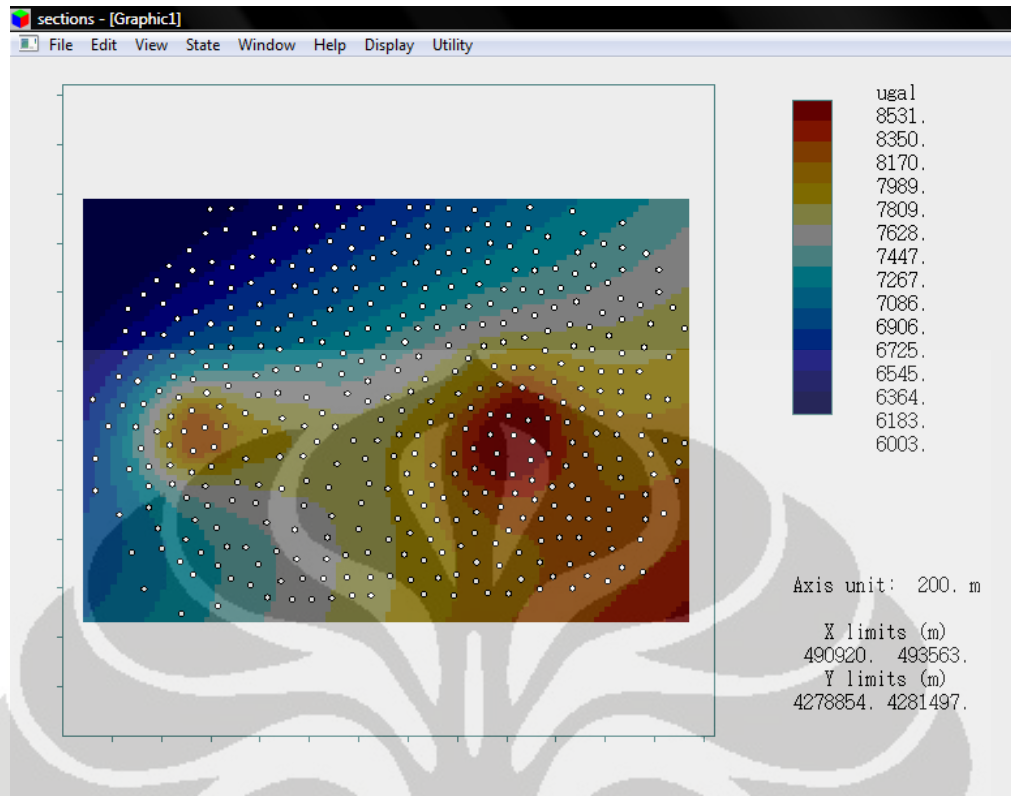 sections - [Graphic1]
File Edit View State Window Help Display Utility
ugal
8531.
8350.
8170.
7989.
7809.
7628.
7447.
7267.
7086.
6906.
6725.
6545.
6364.
6183.
6003.
Axis unit: 200. m
X limits (m)
490920. 493563.
Y limits (m)
4278854. 4281497.